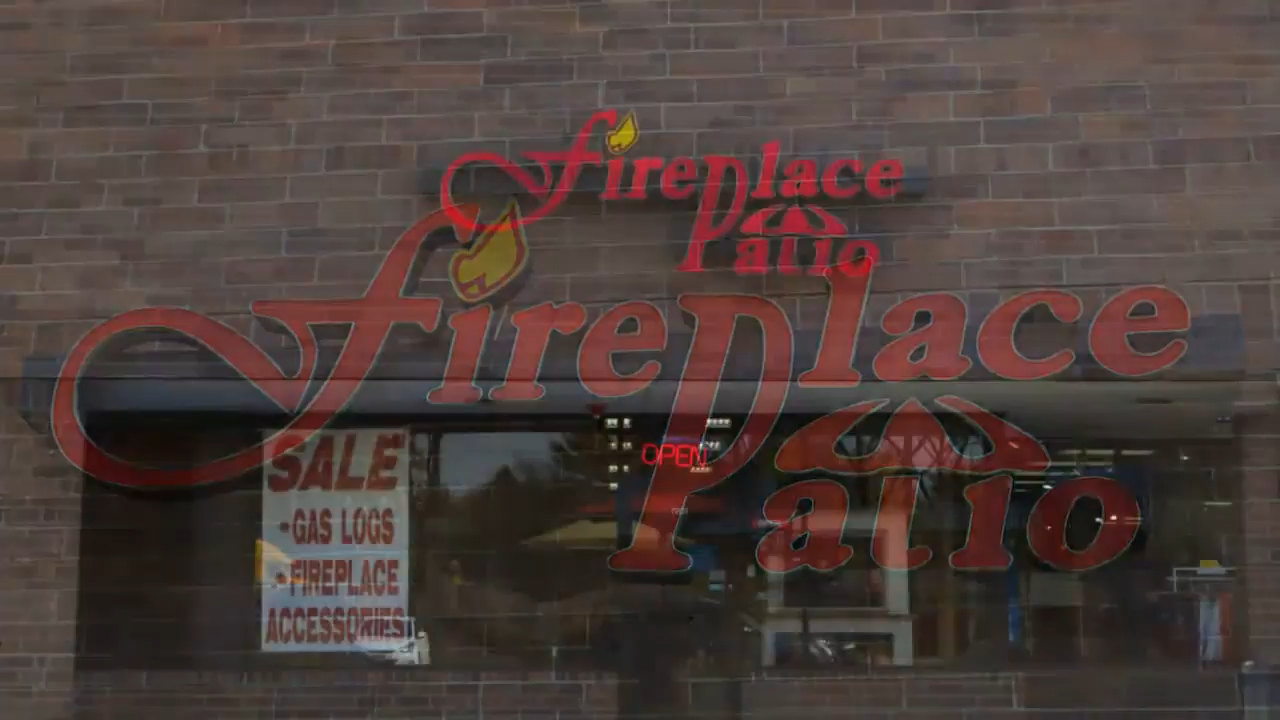 fireplace
Patio
fireplace
Patio
OPEN
SALE
-GAS LOGS
-FIREPLACE
ACCESSORIES